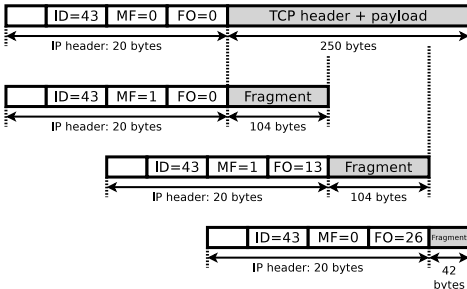 ID=43 MF=0 FO=0 TCP header + payload
IP header: 20 bytes 250 bytes
ID=43 MF=1 FO=0 Fragment
IP header: 20 bytes 104 bytes
ID=43 MF=1 FO=13 Fragment
IP header: 20 bytes 104 bytes
ID=43 MF=0 FO=26 Fragment
IP header: 20 bytes 42
bytes